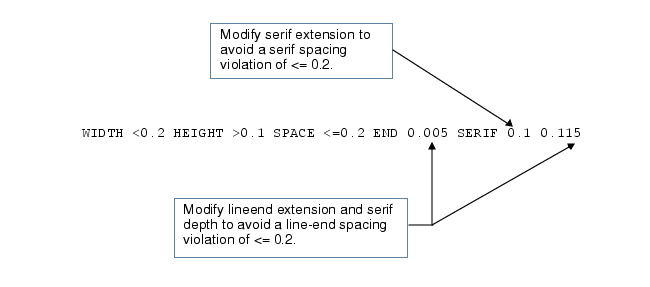 Modify serif extension to
avoid a serif spacing
violation of <= 0.2.
WIDTH <0.2 HEIGHT >0.1 SPACE <=0.2 END 0.005 SERIF 0.1 0.115
Modify lineend extension and serif
depth to avoid a line-end spacing
violation of <= 0.2.